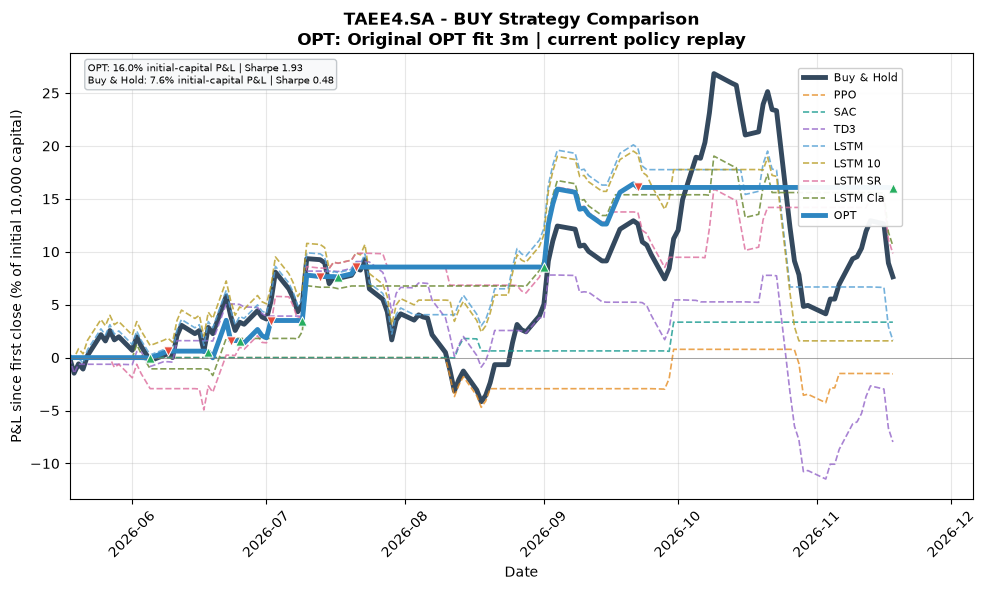 TAEE4.SA - BUY Strategy Comparison
OPT: Original OPT fit 3m | current policy replay
OPT: 16.0% initial-capital P&L | Sharpe 1.93
Buy & Hold: 7.6% initial-capital P&L | Sharpe 0.48
Buy & Hold
PPO
SAC
TD3
LSTM
LSTM 10
LSTM SR
LSTM Cla
OPT
P&L since first close (% of initial 10,000 capital)
25
20
15
10
5
0
−5
−10
2026-06
2026-07
2026-08
2026-09
2026-10
2026-11
2026-12
Date